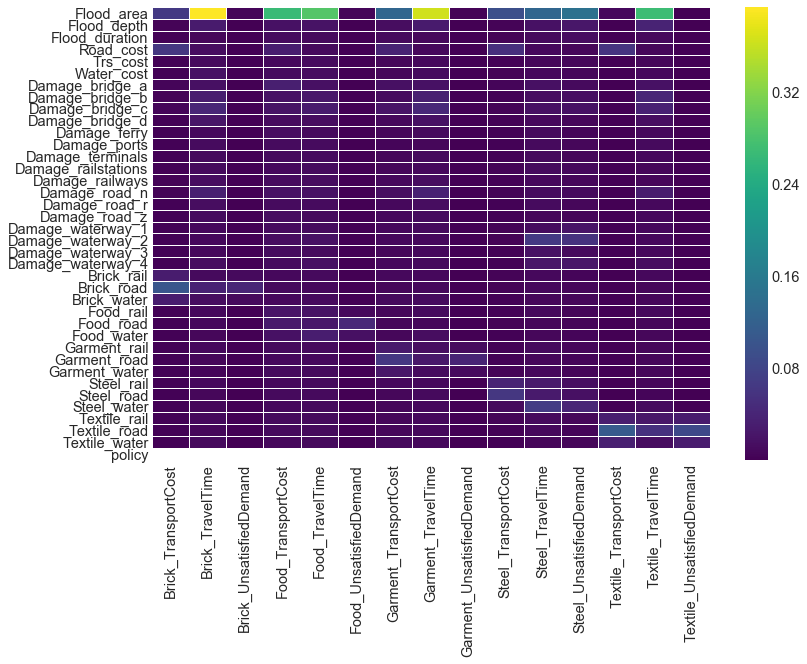 Flood_area
Flood_depth
Flood_duration
Road_cost
Trs_cost
Water_cost
Damage_bridge_a
Damage_bridge_b
Damage_bridge_c
Damage_bridge_d
Damage_ferry
Damage_ports
Damage_terminals
Damage_railstations
Damage_railways
Damage_road_n
Damage_road_r
Damage_road_z
Damage_waterway_1
Damage_waterway_2
Damage_waterway_3
Damage_waterway_4
Brick_rail
Brick_road
Brick_water
Food_rail
Food_road
Food_water
Garment_rail
Garment_road
Garment_water
Steel_rail
Steel_road
Steel_water
Textile_rail
Textile_road
Textile_water
policy
Brick_TransportCost
Brick_TravelTime
Brick_UnsatisfiedDemand
Food_TransportCost
Food_TravelTime
Food_UnsatisfiedDemand
Garment_TransportCost
Garment_TravelTime
Garment_UnsatisfiedDemand
Steel_TransportCost
Steel_TravelTime
Steel_UnsatisfiedDemand
Textile_TransportCost
Textile_TravelTime
Textile_UnsatisfiedDemand
0.32
0.24
0.16
0.08